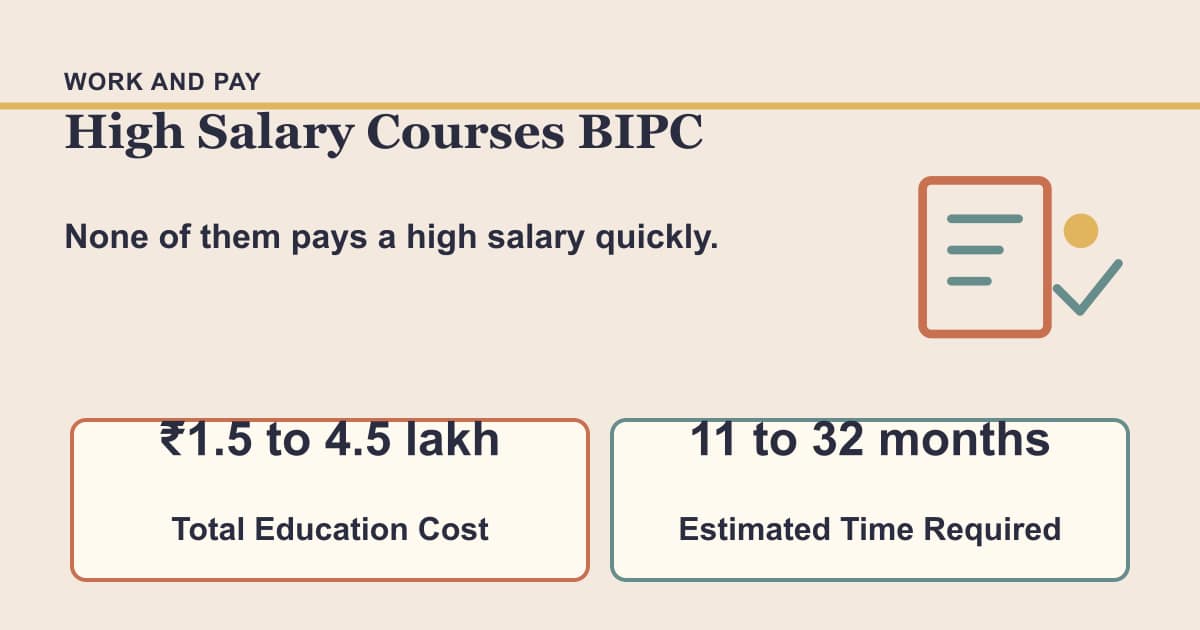 WORK AND PAY
High Salary Courses BIPC
None of them pays a high salary quickly.
₹1.5 to 4.5 lakh
Total Education Cost
11 to 32 months
Estimated Time Required